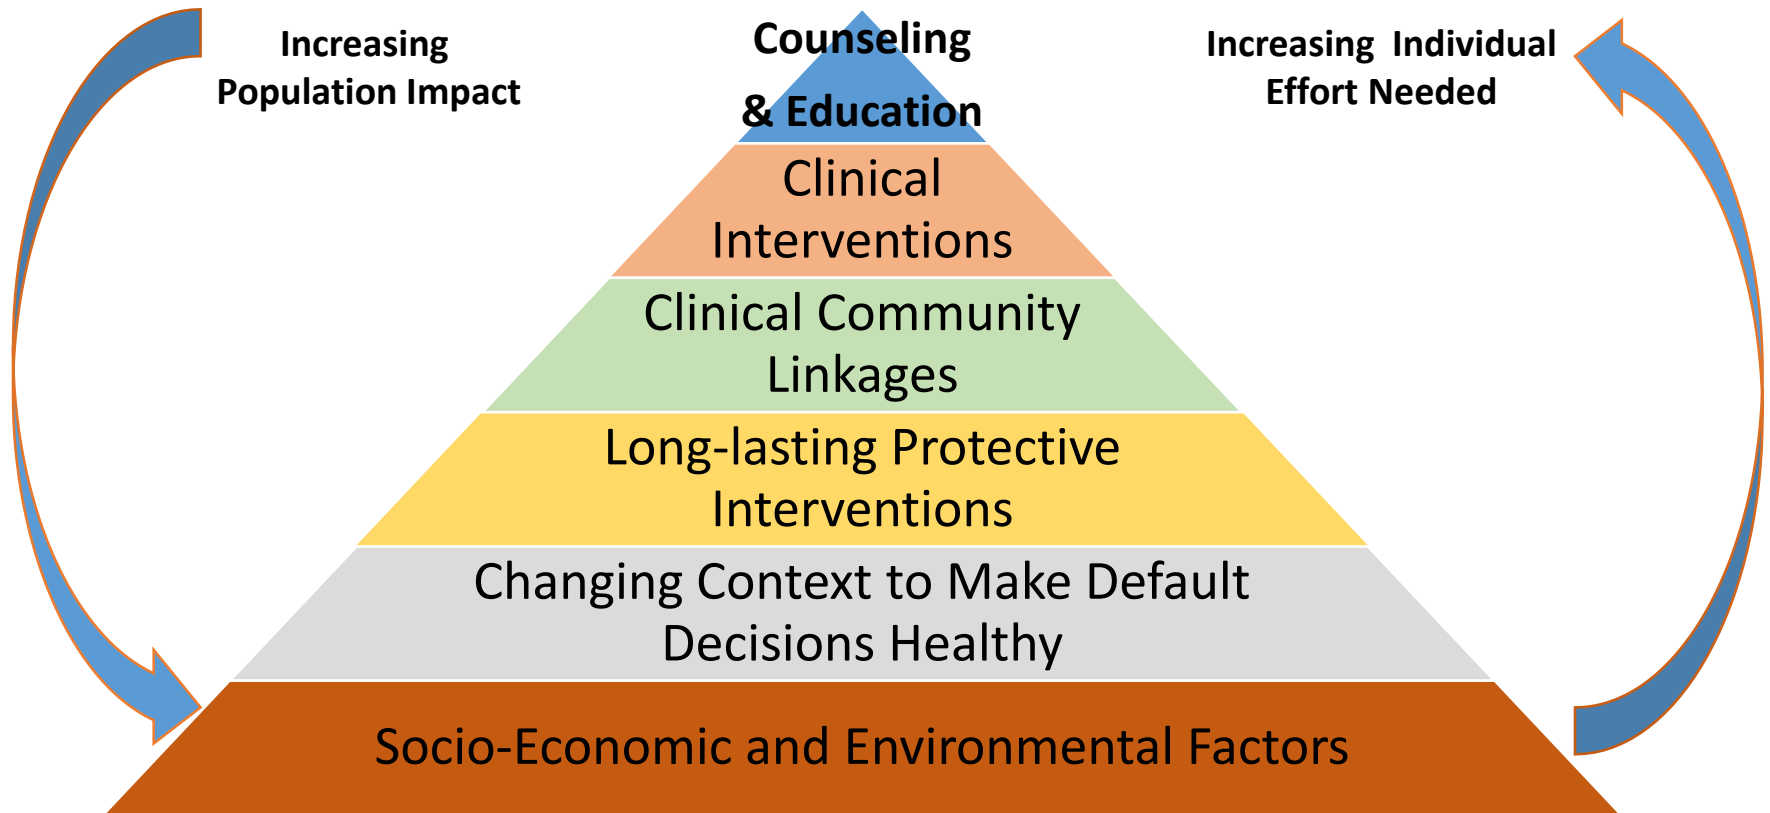 Increasing
Population Impact
Counseling
& Education
Increasing  Individual
Effort Needed
Clinical
Interventions
Clinical Community
Linkages
Long-lasting Protective
Interventions
Changing Context to Make Default
Decisions Healthy
Socio-Economic and Environmental Factors